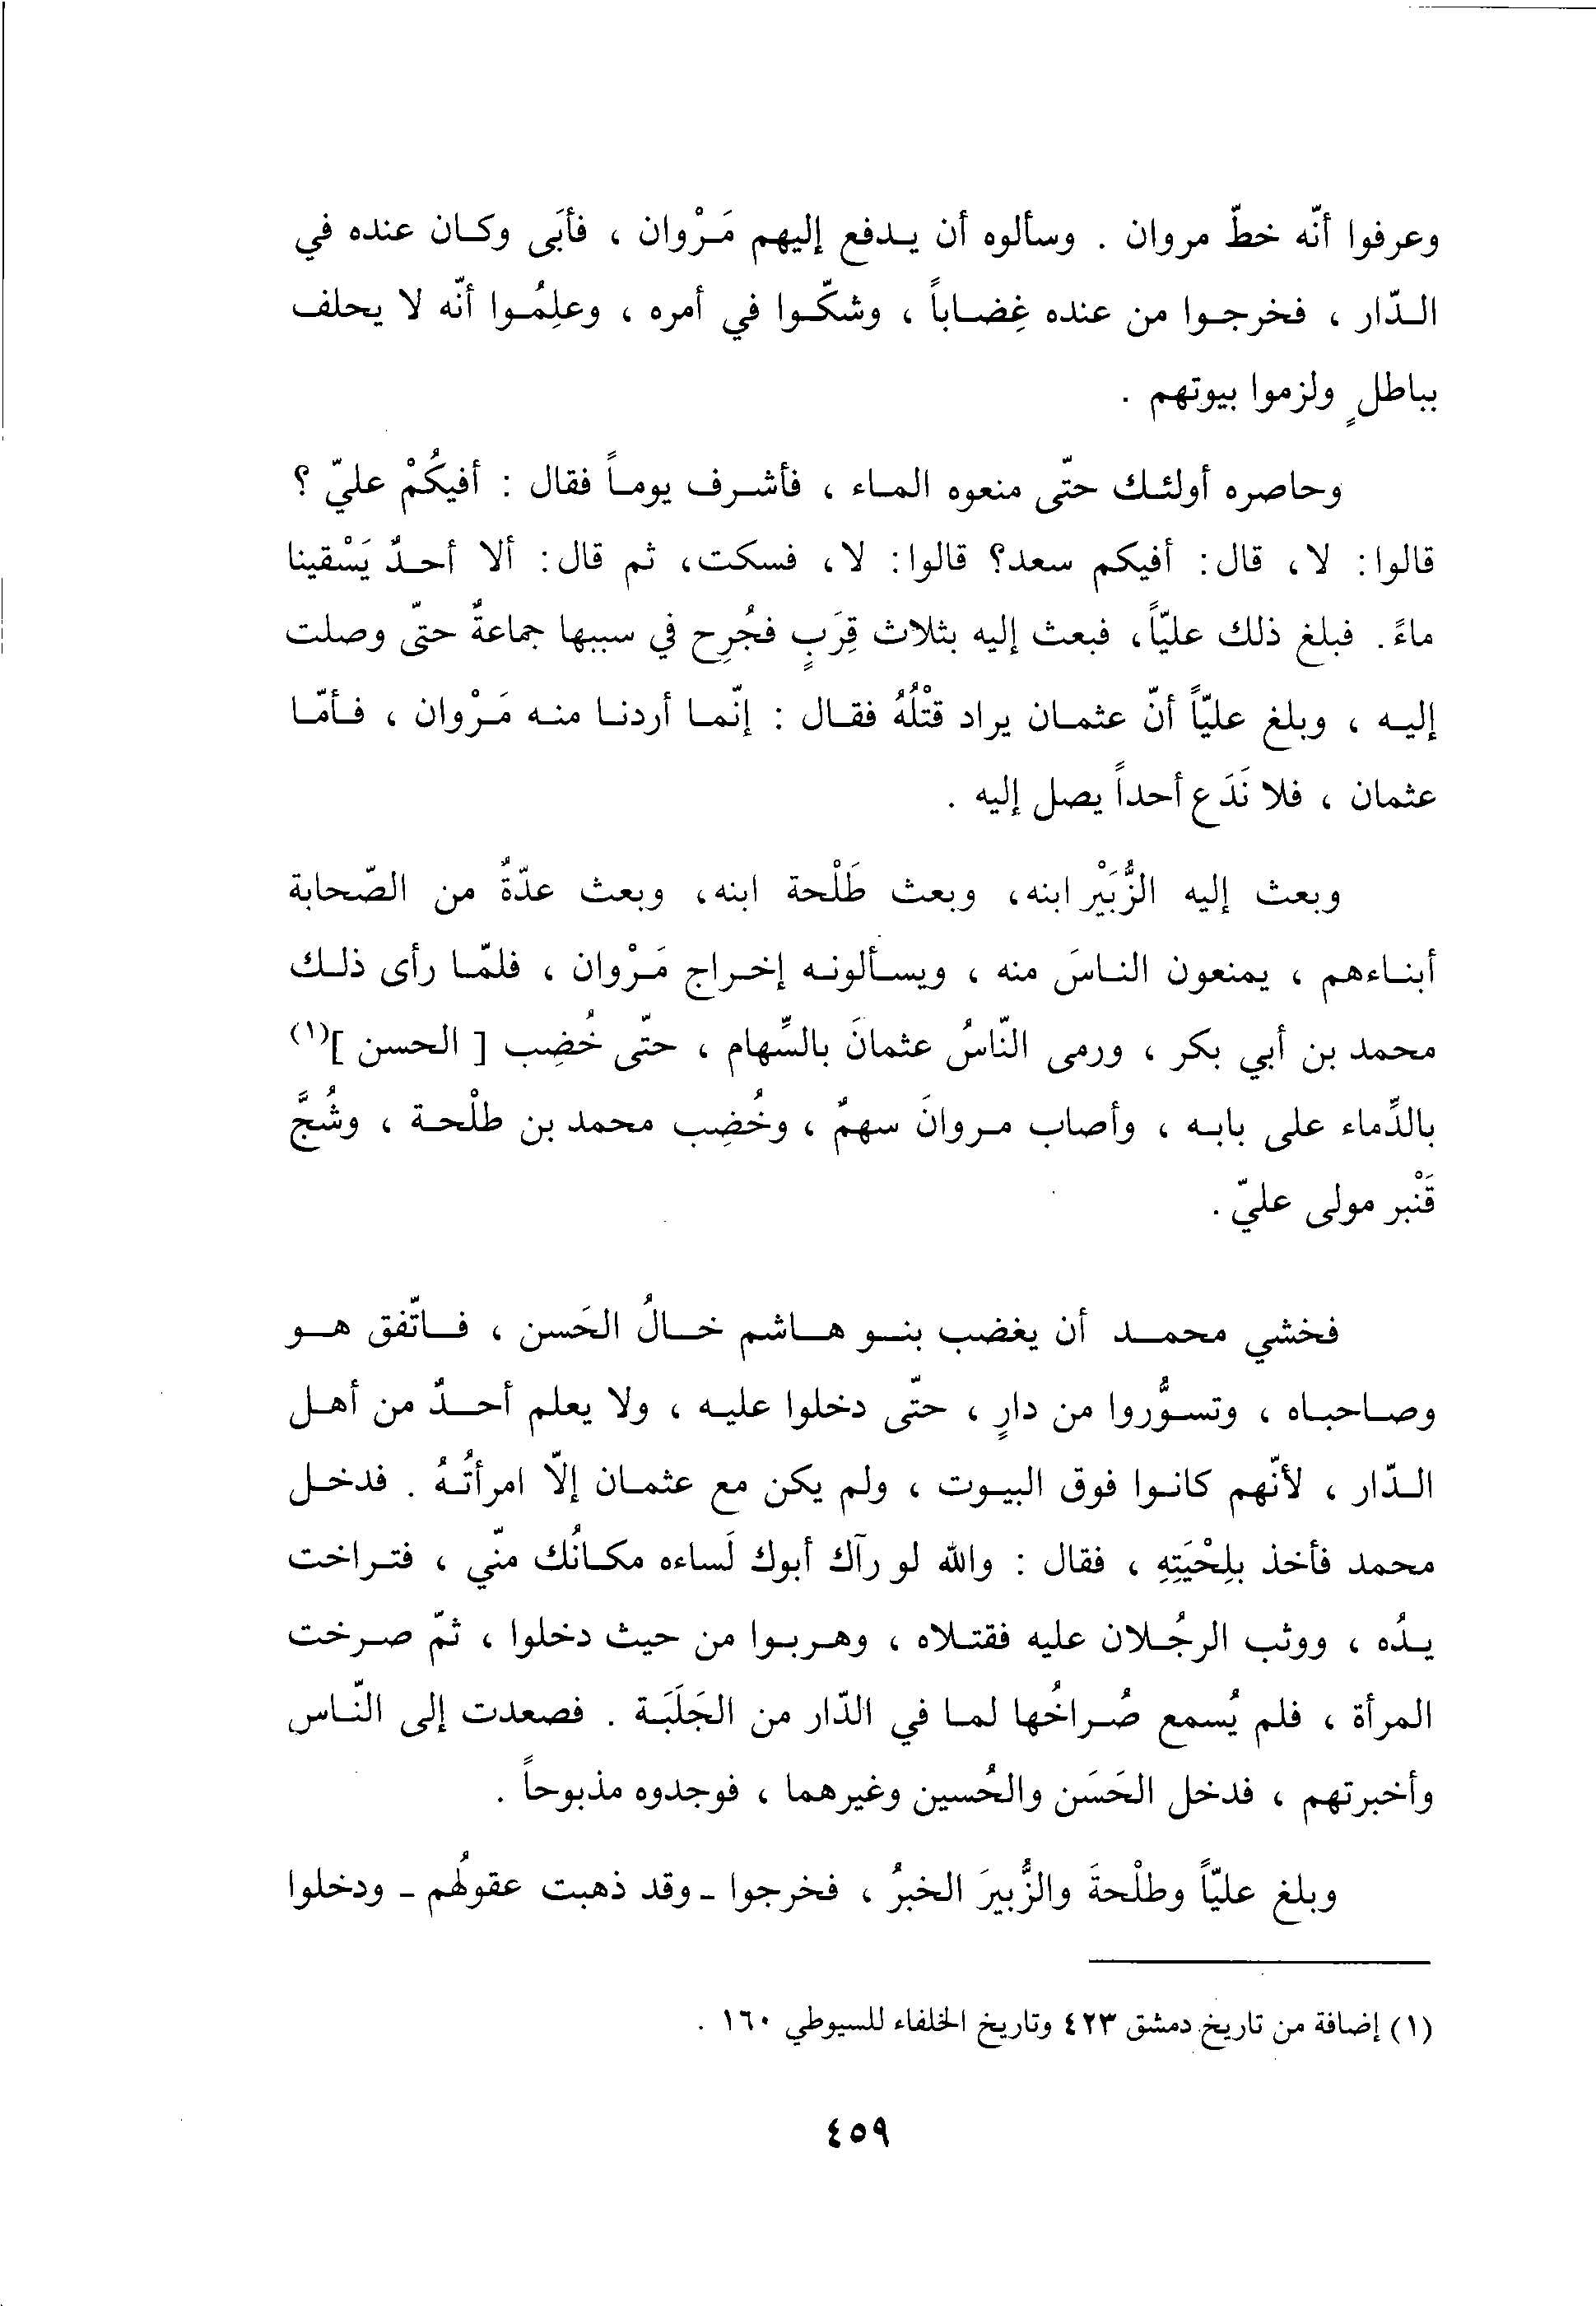 وعرفوا أنّه خطّ مروان . وسألوه أن يدفع إليهم مَرْوان ، فأبَى وكان عنده في
الدّار ، فخرجوا من عنده غِضاباً ، وشكّوا في أمره ، وعلِمُوا أنّه لا يحلف
بباطلٍ ولزموا بيوتهم .
وحاصره أولئك حتّى منعوه الماء ، فأشرف يوماً فقال : أفيكُمْ عليّ ؟
قالوا : لا ، قال : أفيكم سعد؟ قالوا : لا ، فسكت ، ثم قال : ألا أحدٌ يَسْقينا
ماءً . فبلغ ذلك عليّاً ، فبعث إليه بثلاث قِرَبٍ فجُرِح في سببها جماعةٌ حتّى وصلت
إليه ، وبلغ عليّاً أنّ عثمان يراد قتْلُهُ فقال : إنّما أردنا منه مَرْوان ، فأمّا
عثمان ، فلا نَدَع أحداً يصل إليه .
وبعث إليه الزُّبَيْر ابنه ، وبعث طَلْحة ابنه ، وبعث عدّةٌ من الصّحابة
أبناءهم ، يمنعون الناسَ منه ، ويسألونه إخراج مَرْوان ، فلمّا رأى ذلك
محمد بن أبي بكر ، ورمى النّاسُ عثمانَ بالسِّهام ، حتّى خُضِب [ الحسن ](١)
بالدِّماء على بابه ، وأصاب مروانَ سهمٌ ، وخُضِب محمد بن طلْحة ، وشُجَّ
قَنْبر مولى عليّ .
فخشي محمد أن يغضب بنو هاشم خالُ الحَسن ، فاتّفق هو
وصاحباه ، وتسوُّروا من دارٍ ، حتّى دخلوا عليه ، ولا يعلم أحدٌ من أهل
الدّار ، لأنّهم كانوا فوق البيوت ، ولم يكن مع عثمان إلاّ امرأتُهُ . فدخل
محمد فأخذ بلِحْيَتِهِ ، فقال : والله لو رآك أبوك لَساءه مكانُك منّي ، فتراخت
يدُه ، ووثب الرجُلان عليه فقتلاه ، وهربوا من حيث دخلوا ، ثمّ صرخت
المرأة ، فلم يُسمع صُراخُها لما في الدّار من الجَلَبَة . فصعدت إلى النّاس
وأخبرتهم ، فدخل الحَسَن والحُسين وغيرهما ، فوجدوه مذبوحاً .
وبلغ عليّاً وطلْحةَ والزُّبيرَ الخبرُ ، فخرجوا - وقد ذهبت عقولُهم - ودخلوا
(١) إضافة من تاريخ دمشق ٤٢٣ وتاريخ الخلفاء للسيوطي ١٦٠ .
٤٥٩